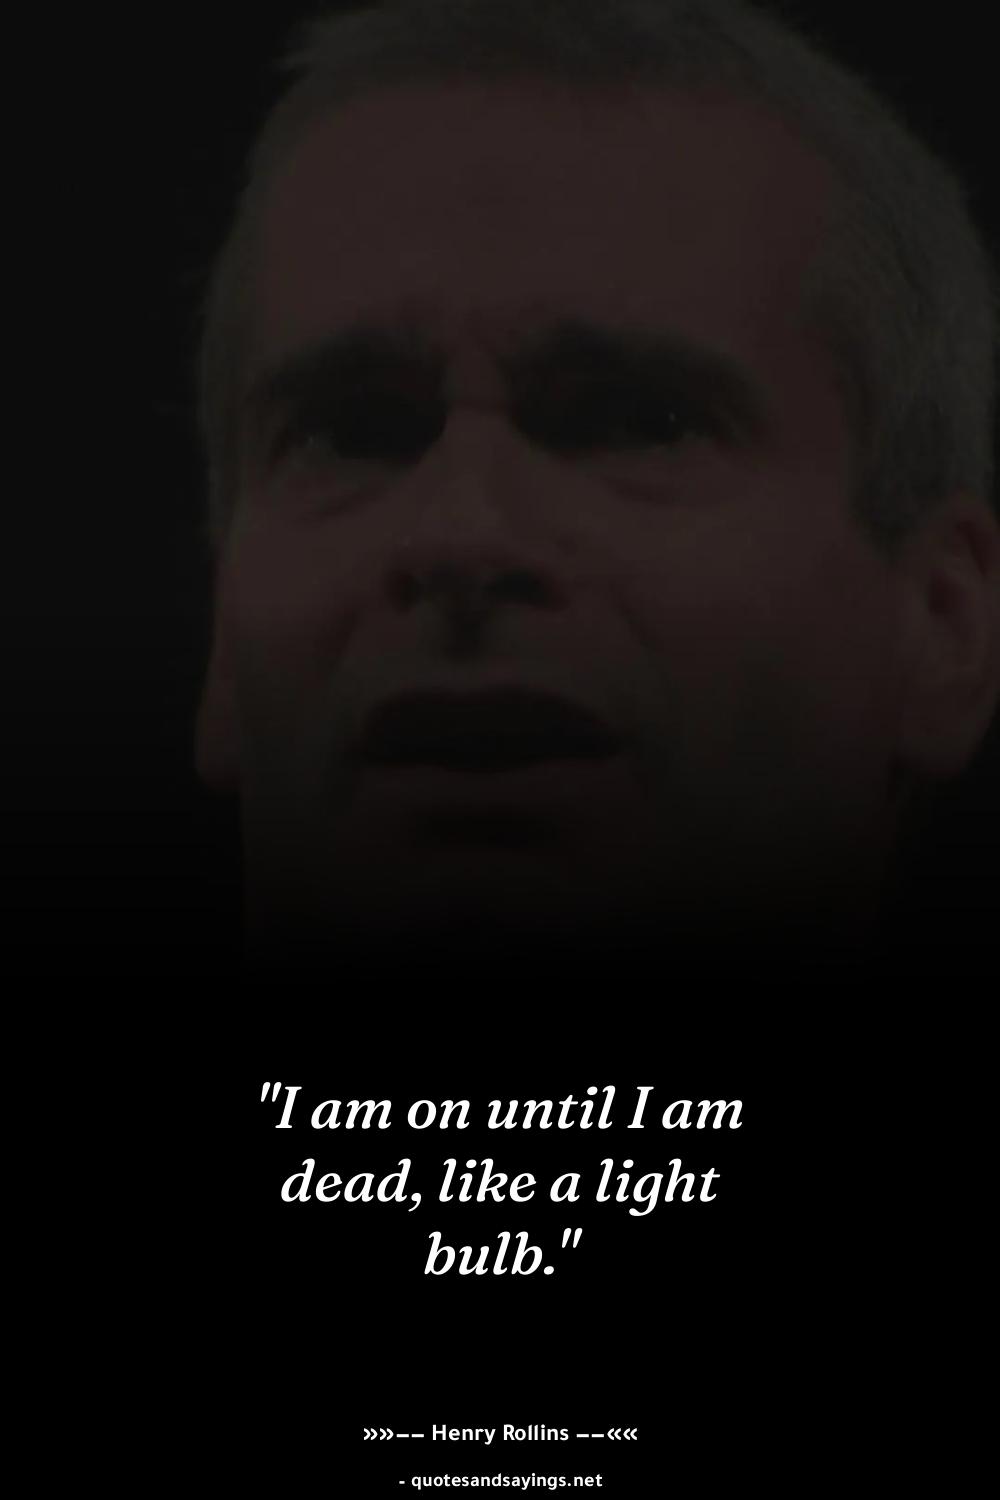 "I am on until I am
dead, like a light
bulb."
»»–– Henry Rollins ––««
- quotesandsayings.net